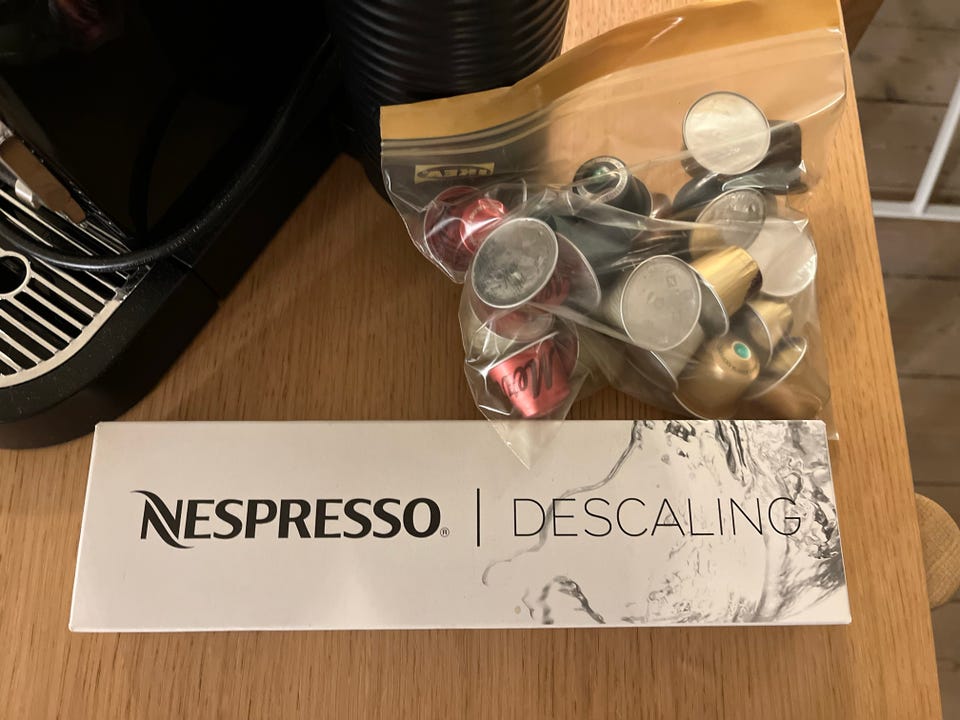 IKEA
NESPRESSO® | DESCALING